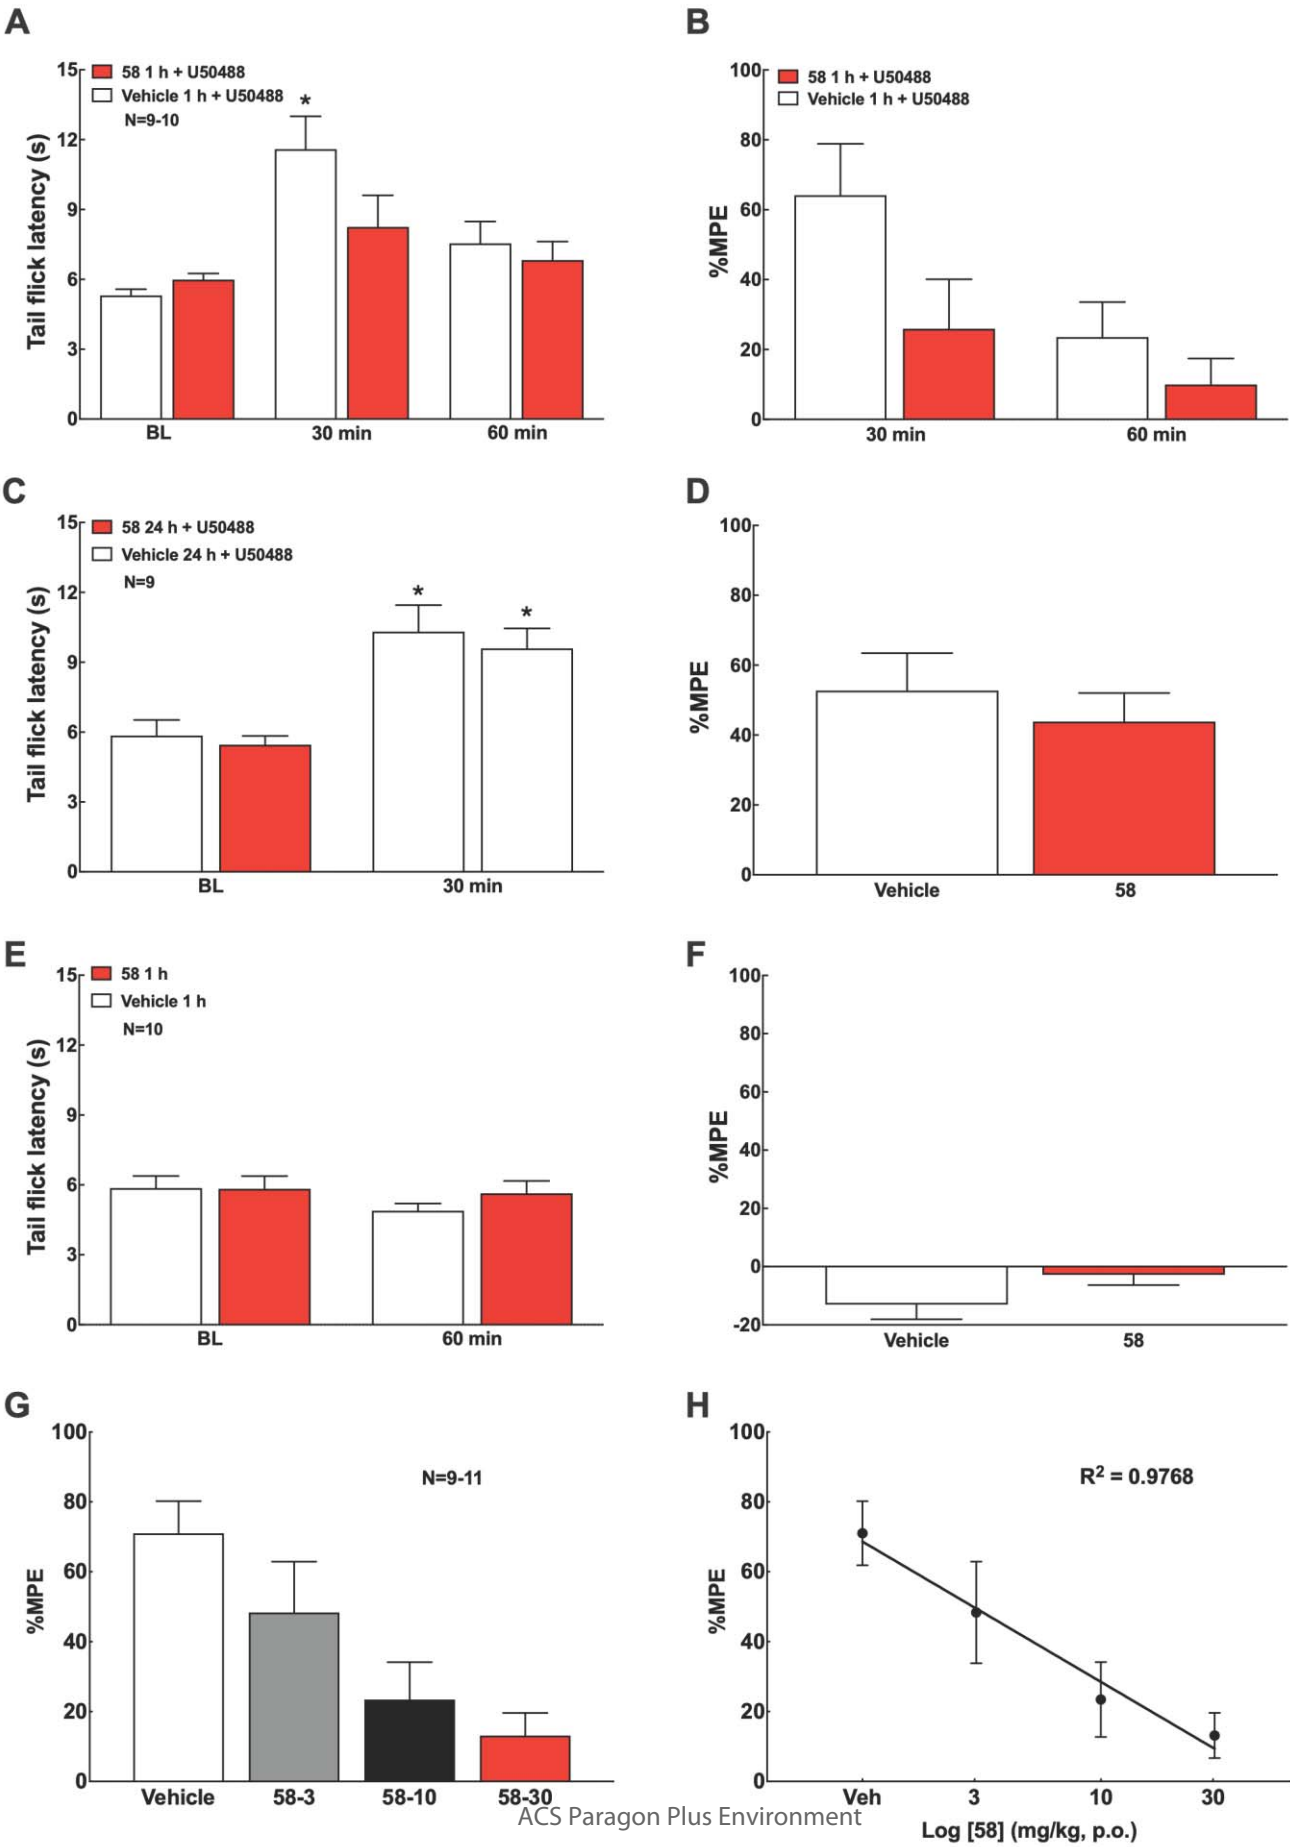 A
15
12
9
6
3
0
Tail flick latency (s)
58 1 h + U50488
Vehicle 1 h + U50488
N=9-10
*
BL
30 min
60 min
B
100
80
60
40
20
0
%MPE
58 1 h + U50488
Vehicle 1 h + U50488
30 min
60 min
C
15
12
9
6
3
0
Tail flick latency (s)
58 24 h + U50488
Vehicle 24 h + U50488
N=9
*
*
BL
30 min
D
100
80
60
40
20
0
%MPE
Vehicle
58
E
15
12
9
6
3
0
Tail flick latency (s)
58 1 h
Vehicle 1 h
N=10
BL
60 min
F
100
80
60
40
20
0
-20
%MPE
Vehicle
58
G
100
80
60
40
20
0
%MPE
N=9-11
Vehicle
58-3
58-10
58-30
H
100
80
60
40
20
0
%MPE
R² = 0.9768
Veh
3
10
30
Log [58] (mg/kg, p.o.)
ACS Paragon Plus Environment